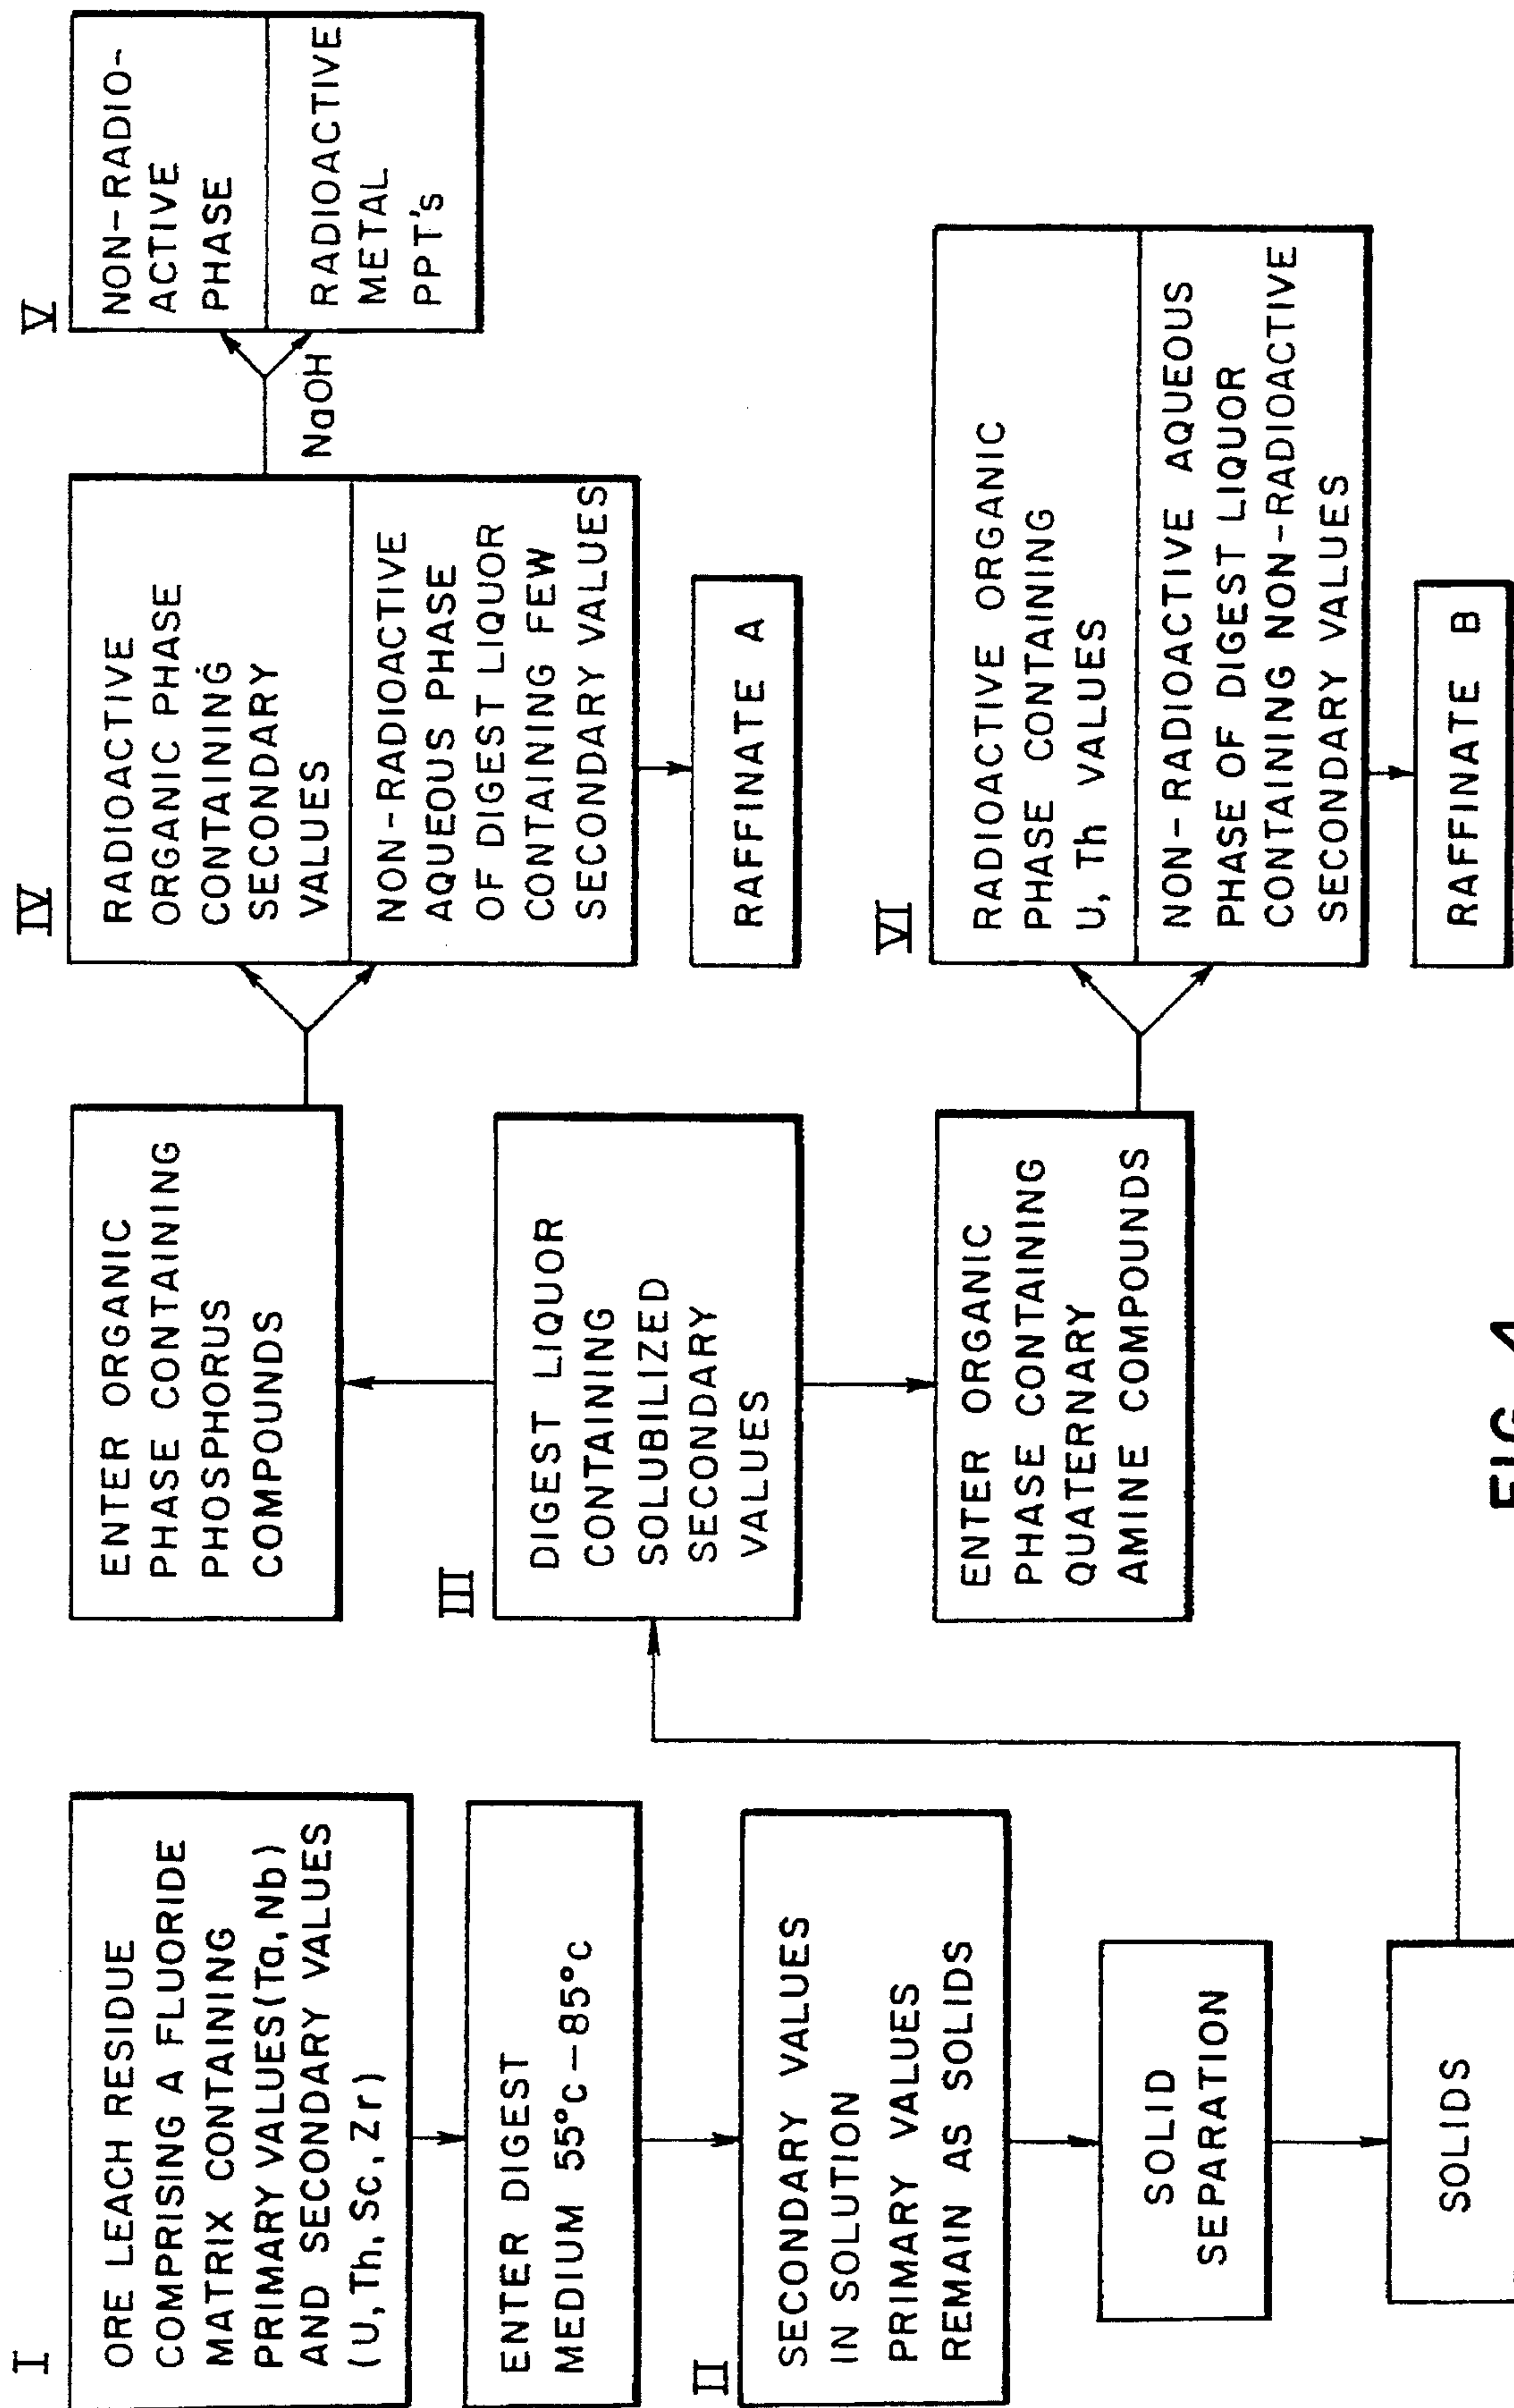 I
ORE LEACH RESIDUE
COMPRISING A FLUORIDE
MATRIX CONTAINING
PRIMARY VALUES(Ta, Nb)
AND SECONDARY VALUES
(U, Th, Sc, Zr)
ENTER DIGEST
MEDIUM 55°C-85°C
II
SECONDARY VALUES
IN SOLUTION
PRIMARY VALUES
REMAIN AS SOLIDS
SOLID
SEPARATION
SOLIDS
ENTER ORGANIC
PHASE CONTAINING
PHOSPHORUS
COMPOUNDS
III
DIGEST LIQUOR
CONTAINING
SOLUBILIZED
SECONDARY
VALUES
ENTER ORGANIC
PHASE CONTAINING
QUATERNARY
AMINE COMPOUNDS
IV
RADIOACTIVE
ORGANIC PHASE
CONTAINING
SECONDARY
VALUES
NON-RADIOACTIVE
AQUEOUS PHASE
OF DIGEST LIQUOR
CONTAINING FEW
SECONDARY VALUES
RAFFINATE A
NaOH
V
NON-RADIO-
ACTIVE
PHASE
RADIOACTIVE
METAL
PPT's
VI
RADIOACTIVE ORGANIC
PHASE CONTAINING
U, Th VALUES
NON-RADIOACTIVE AQUEOUS
PHASE OF DIGEST LIQUOR
CONTAINING NON-RADIOACTIVE
SECONDARY VALUES
RAFFINATE B